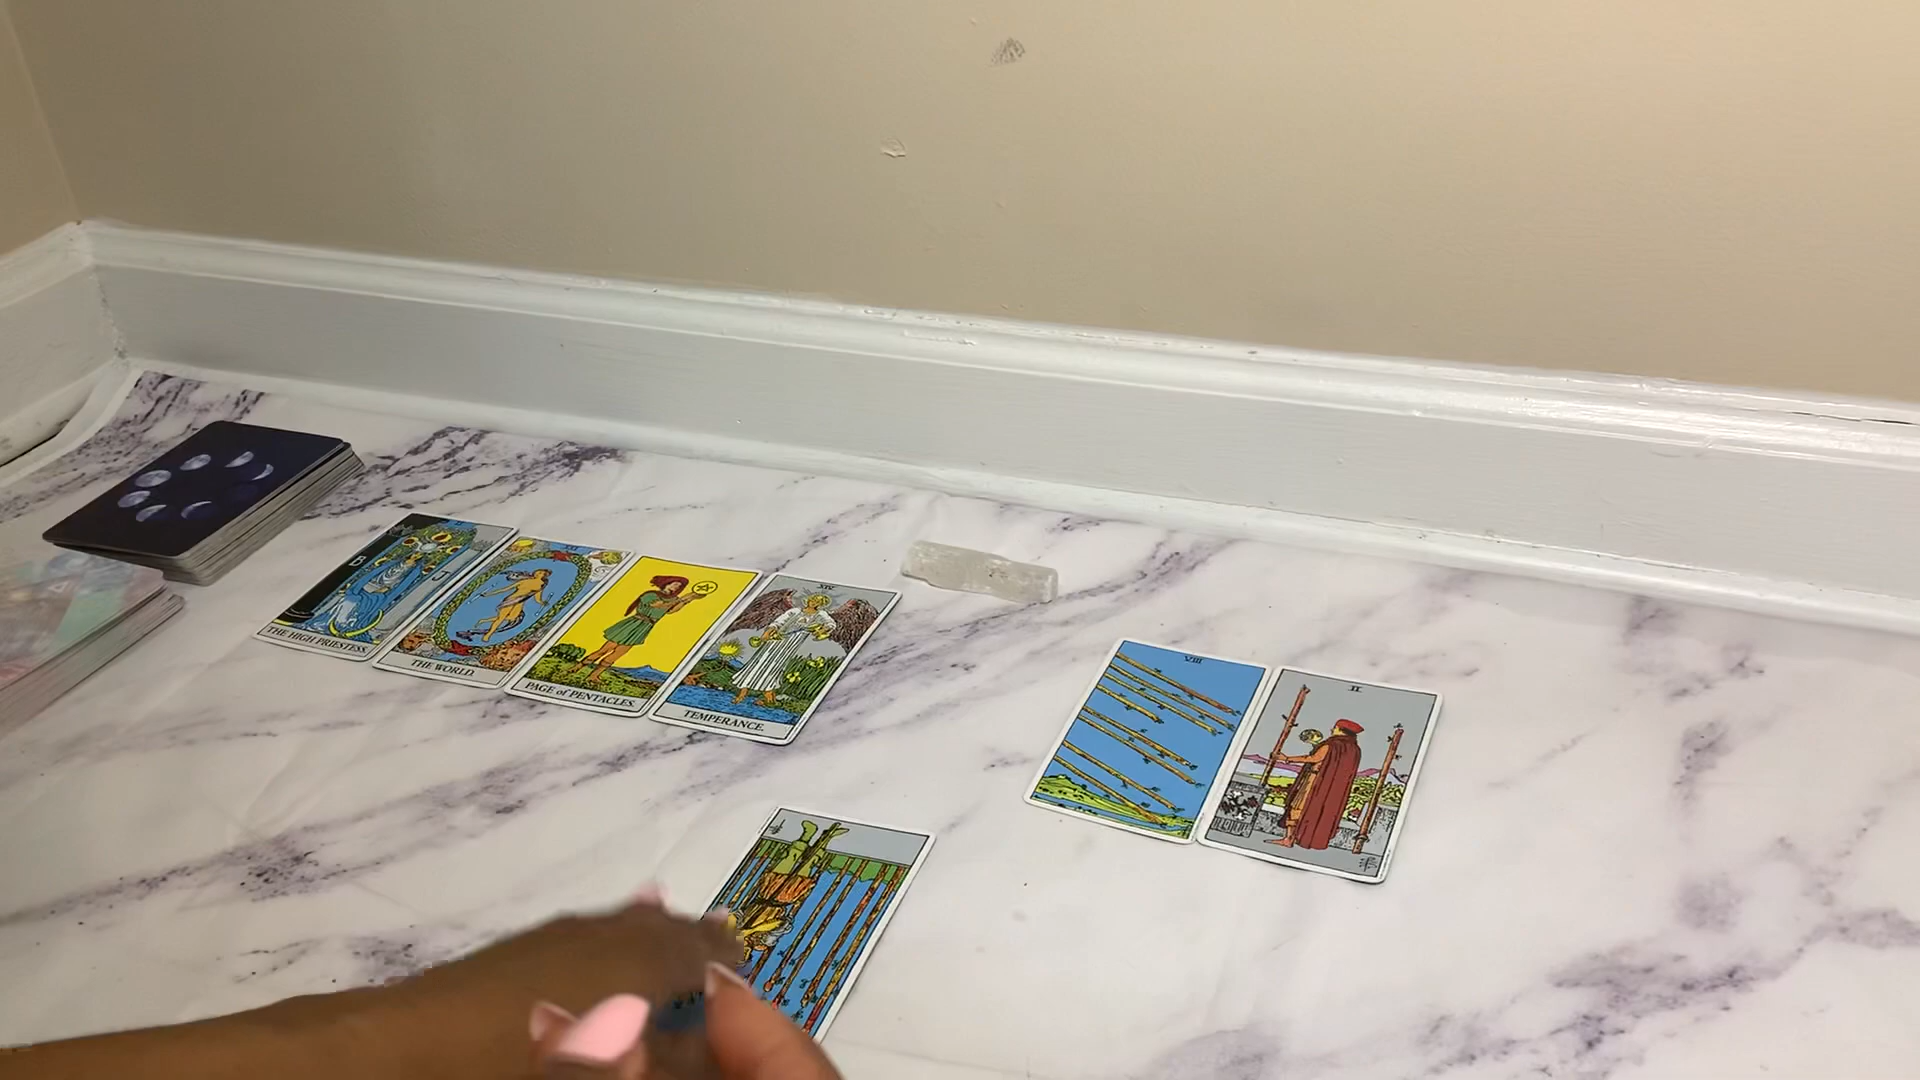 B
J
THE HIGH PRIESTESS.
THE WORLD.
PAGE of PENTACLES.
XIV
TEMPERANCE.
VIII
II